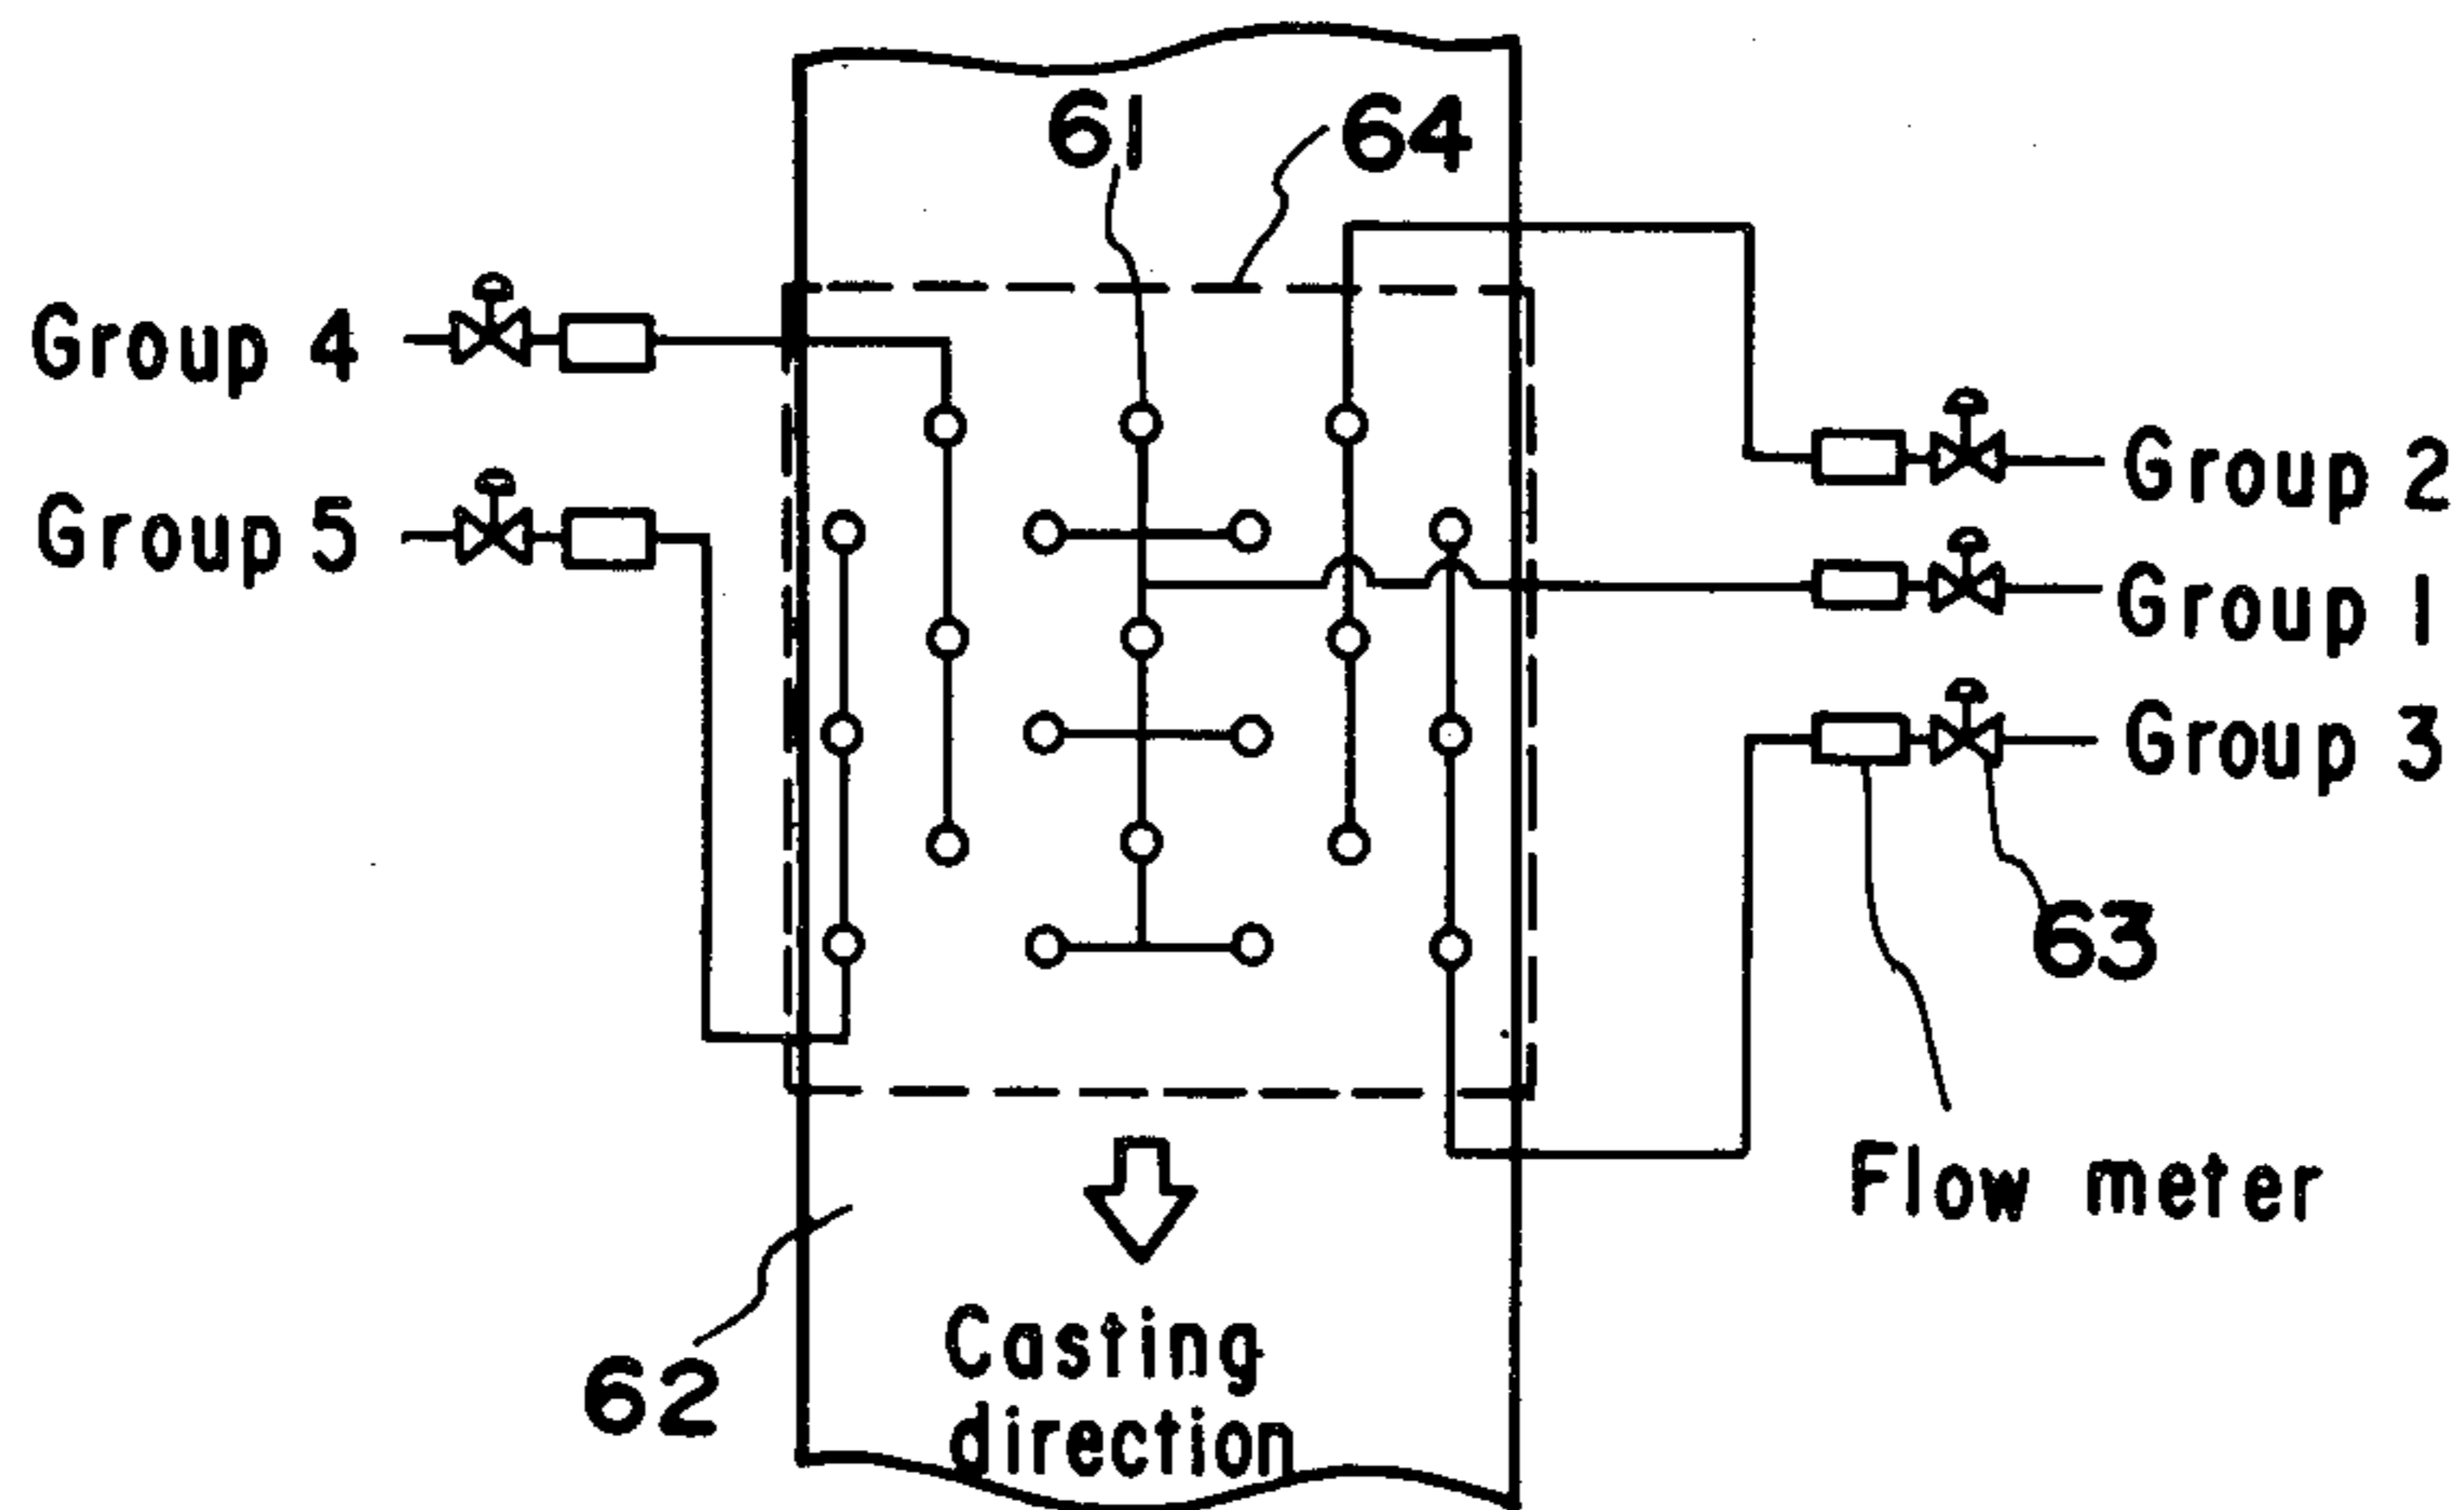 61
64
Group 4
Group 5
Group 2
Group 1
Group 3
63
Flow meter
62
Casting
direction